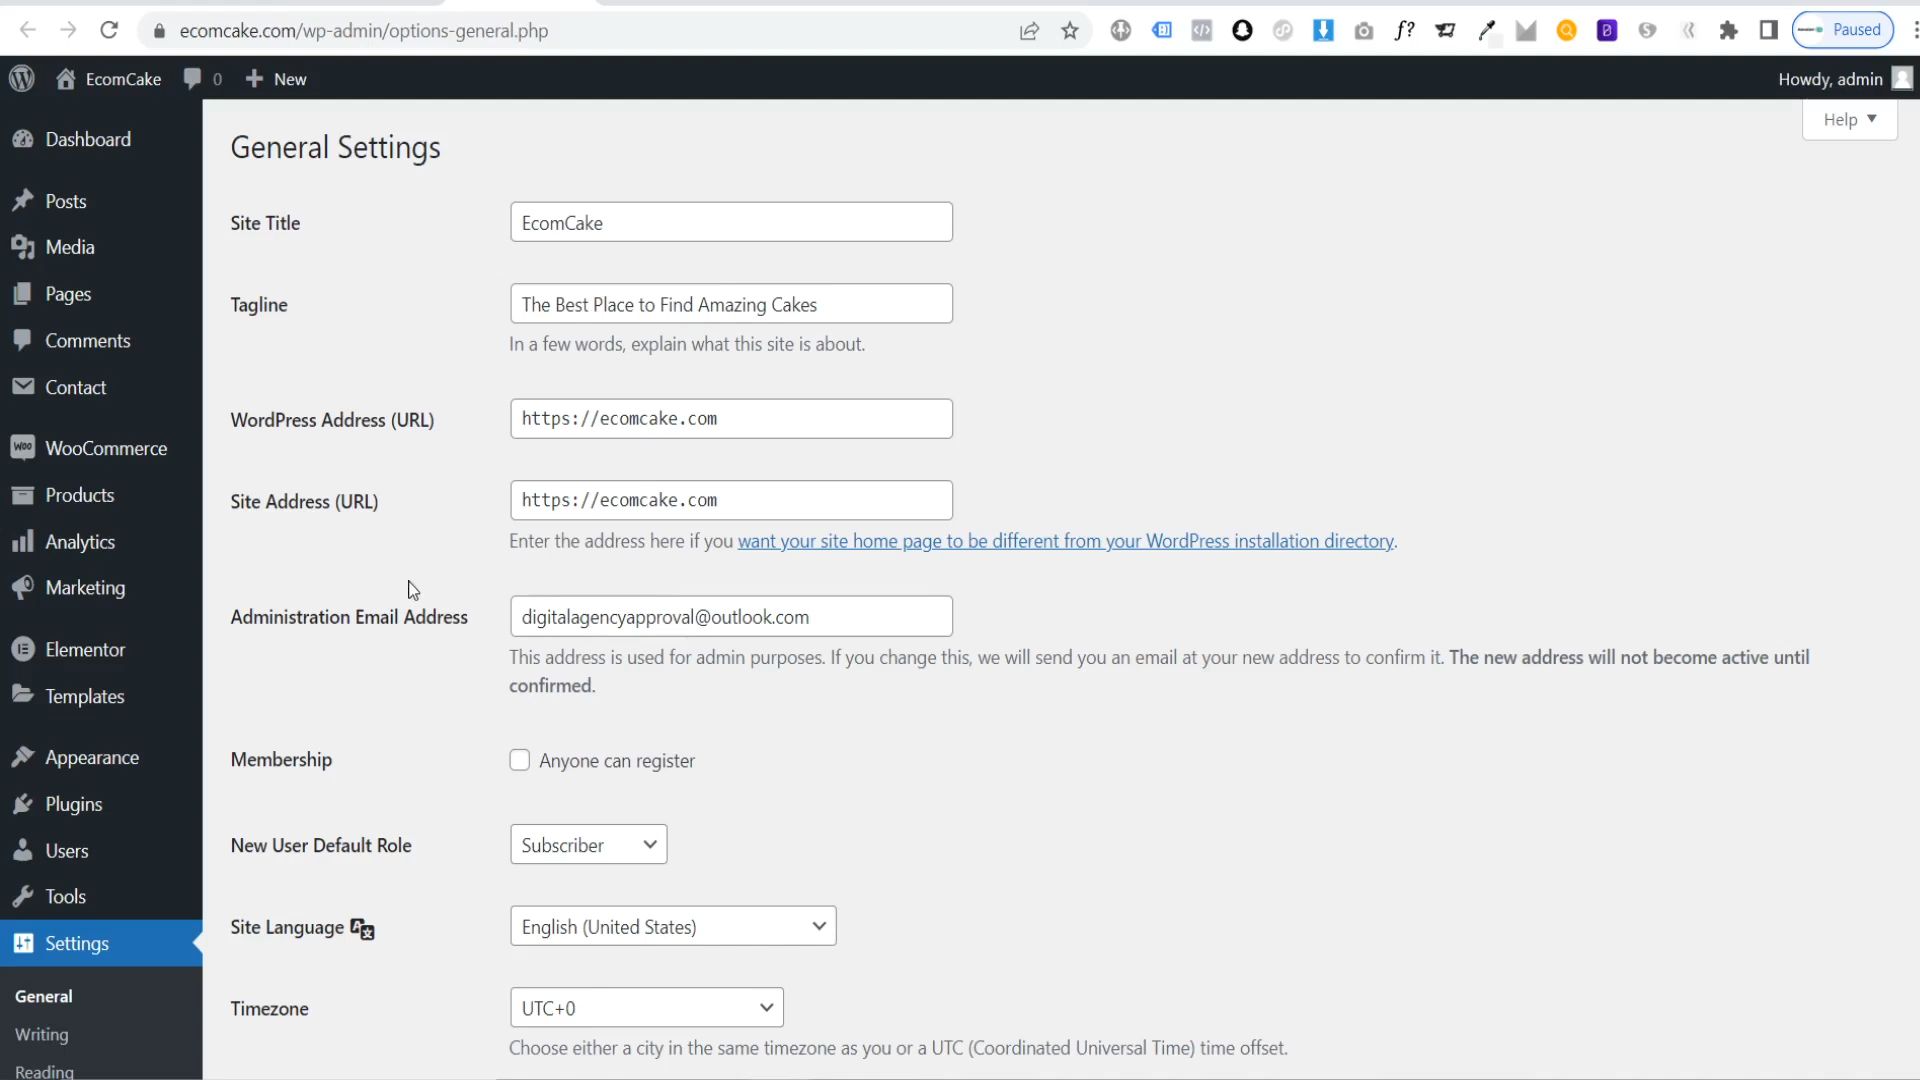 ecomcake.com/wp-admin/options-general.php
f?
Paused
EcomCake
0
New
Howdy, admin
Help
Dashboard
Posts
Media
Pages
Comments
Contact
WooCommerce
Products
Analytics
Marketing
Elementor
Templates
Appearance
Plugins
Users
Tools
Settings
General
Writing
Reading
General Settings
Site Title
EcomCake
Tagline
The Best Place to Find Amazing Cakes
In a few words, explain what this site is about.
WordPress Address (URL)
https://ecomcake.com
Site Address (URL)
https://ecomcake.com
Enter the address here if you want your site home page to be different from your WordPress installation directory.
Administration Email Address
digitalagencyapproval@outlook.com
This address is used for admin purposes. If you change this, we will send you an email at your new address to confirm it. The new address will not become active until
confirmed.
Membership
Anyone can register
New User Default Role
Subscriber
Site Language
English (United States)
Timezone
UTC+0
Choose either a city in the same timezone as you or a UTC (Coordinated Universal Time) time offset.